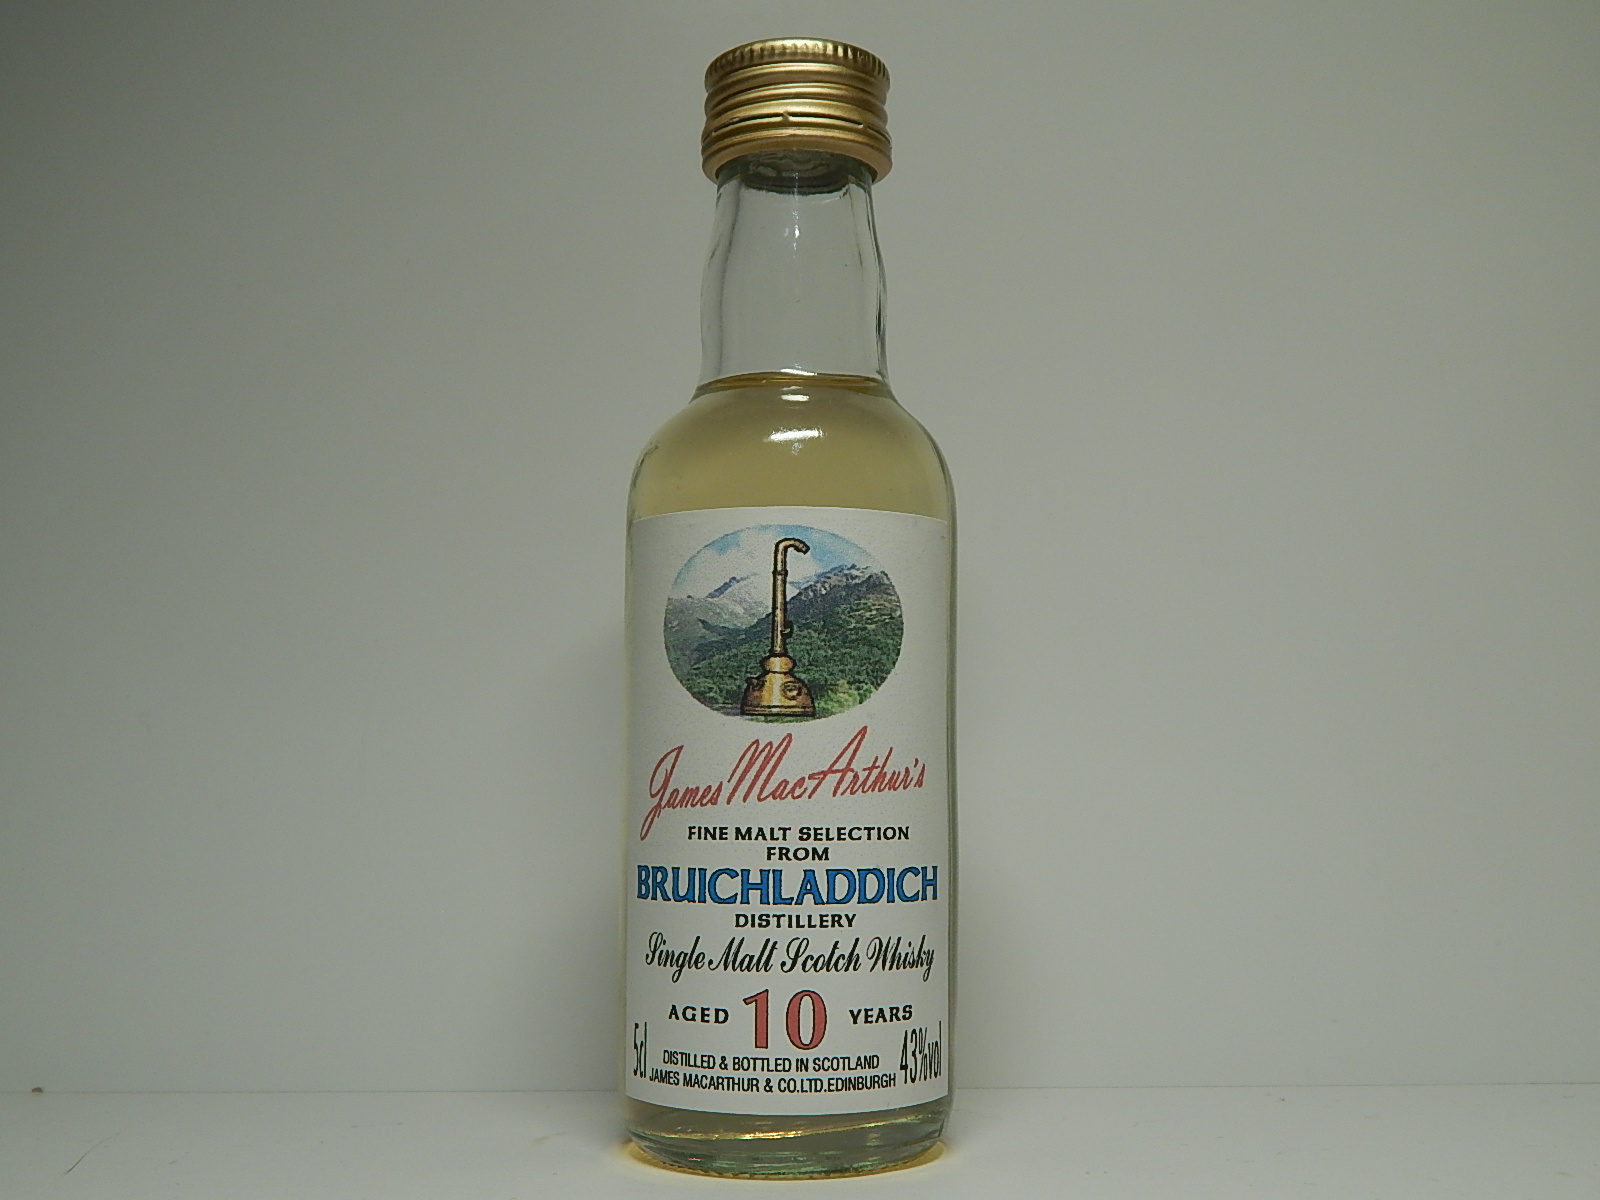 James MacArthur's
FINE MALT SELECTION
FROM
BRUICHLADDICH
DISTILLERY
Single Malt Scotch Whisky
AGED 10 YEARS
5cl DISTILLED & BOTTLED IN SCOTLAND 43%vol
JAMES MACARTHUR & CO.LTD.EDINBURGH